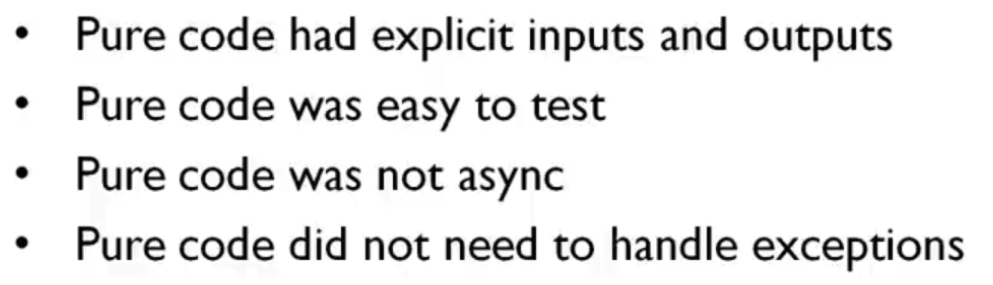 • Pure code had explicit inputs and outputs
• Pure code was easy to test
• Pure code was not async
• Pure code did not need to handle exceptions